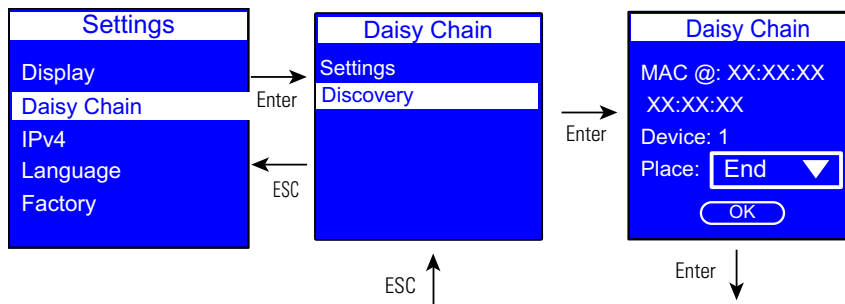 Settings
Display
Daisy Chain
IPv4
Language
Factory
Enter
ESC
Daisy Chain
Settings
Discovery
Enter
ESC
Daisy Chain
MAC @: XX:XX:XX
XX:XX:XX
Device: 1
Place: End
OK
Enter